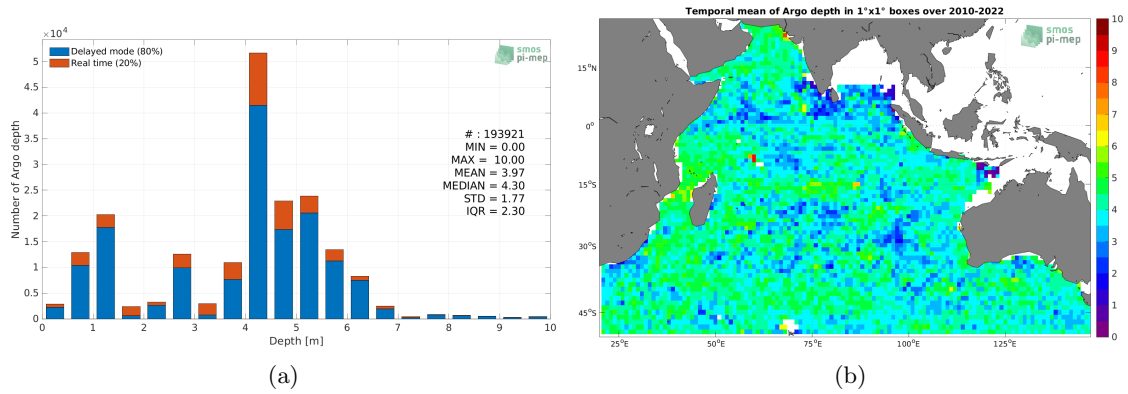 ×10⁴
Delayed mode (80%)
Real time (20%)
smos
pi-mep
Number of Argo depth
5
4.5
4
3.5
3
2.5
2
1.5
1
0.5
0
# : 193921
MIN = 0.00
MAX = 10.00
MEAN = 3.97
MEDIAN = 4.30
STD = 1.77
IQR = 2.30
0 1 2 3 4 5 6 7 8 9 10
Depth [m]
(a)
Temporal mean of Argo depth in 1°x1° boxes over 2010-2022
smos
pi-mep
15°N
0°
15°S
30°S
45°S
25°E 50°E 75°E 100°E 125°E
10
9
8
7
6
5
4
3
2
1
0
(b)